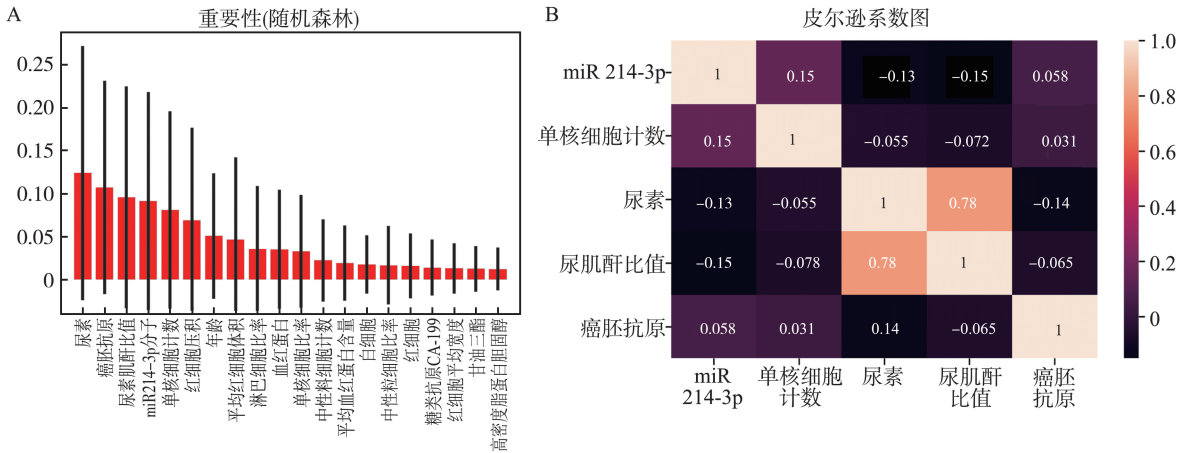 A
重要性(随机森林)
0.25
0.20
0.15
0.10
0.05
0
尿素
癌胚抗原
尿素肌酐比值
miR214-3p分子
单核细胞计数
红细胞压积
年龄
平均红细胞体积
淋巴细胞比率
血红蛋白
单核细胞比率
中性料细胞计数
平均血红蛋白含量
白细胞
中性粒细胞比率
红细胞
糖类抗原CA-199
红细胞平均宽度
甘油三酯
高密度脂蛋白胆固醇
B
皮尔逊系数图
miR 214-3p 1 0.15 −0.13 −0.15 0.058
单核细胞计数 0.15 1 −0.055 −0.072 0.031
尿素 −0.13 −0.055 1 0.78 −0.14
尿肌酐比值 −0.15 −0.078 0.78 1 −0.065
癌胚抗原 0.058 0.031 0.14 −0.065 1
miR 单核细胞 尿素 尿肌酐 癌胚
214-3p 计数 比值 抗原
1.0
0.8
0.6
0.4
0.2
0